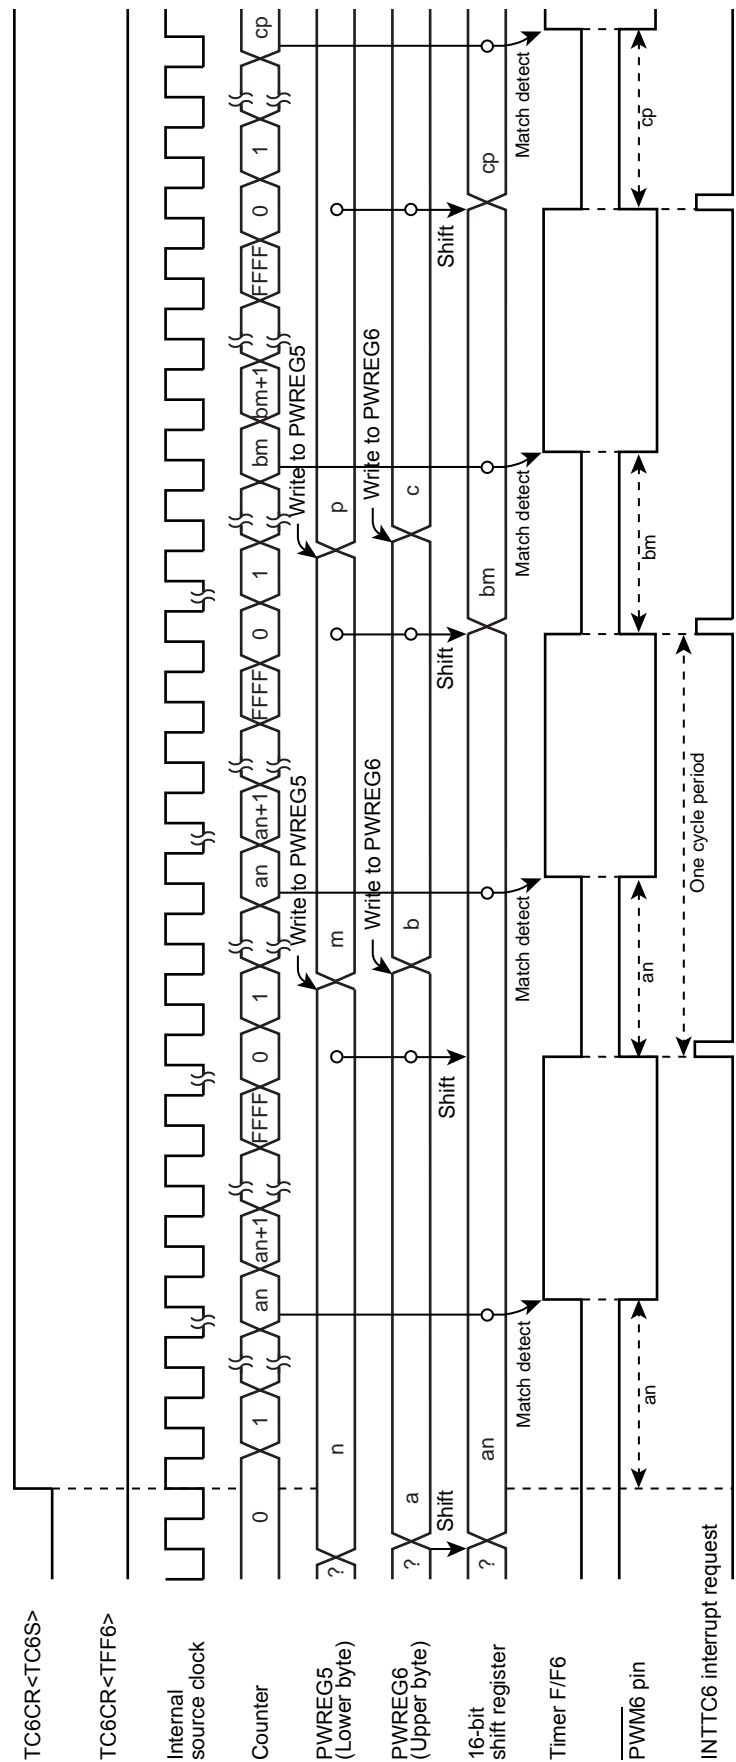 TC6CR<TC6S>
TC6CR<TFF6>
Internal
source clock
Counter
0
1
an
an+1
FFFF
0
1
an
an+1
FFFF
0
1
bm
bm+1
FFFF
0
1
cp
Write to PWREG5
Write to PWREG5
PWREG5
(Lower byte)
?
n
m
p
Write to PWREG6
Write to PWREG6
PWREG6
(Upper byte)
?
a
b
c
Shift
Shift
Shift
Shift
16-bit
shift register
?
an
bm
cp
Match detect
Match detect
Match detect
Match detect
Timer F/F6
PWM6 pin
an
an
bm
cp
One cycle period
INTTC6 interrupt request